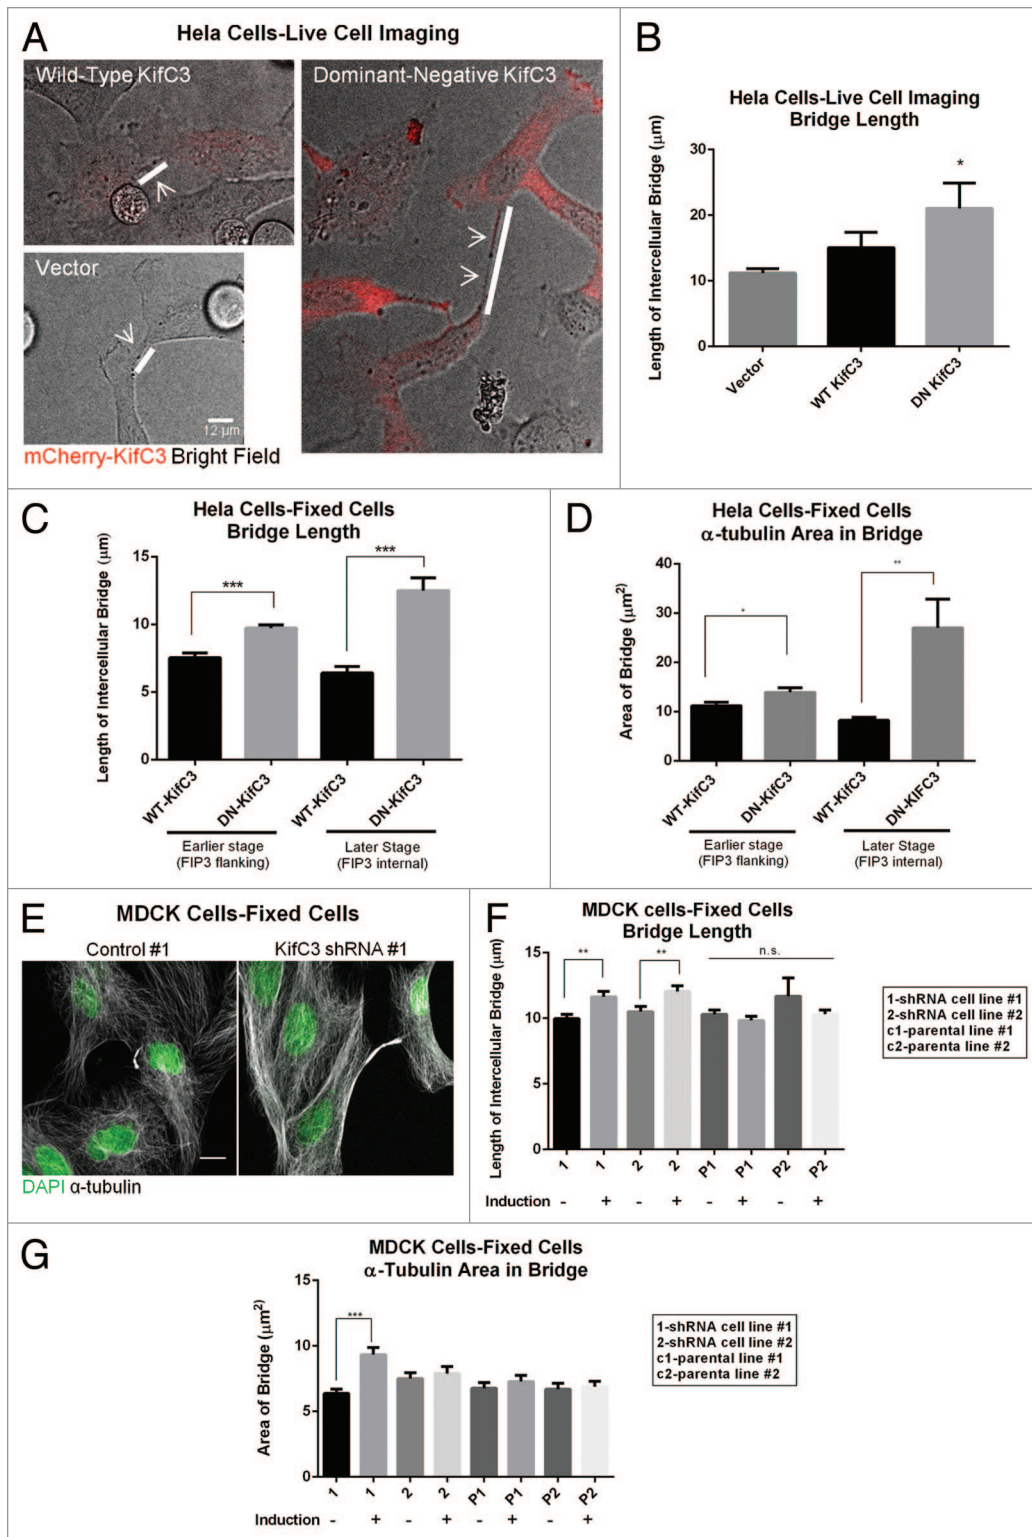 A
Hela Cells-Live Cell Imaging
Wild-Type KifC3
Dominant-Negative KifC3
Vector
12 µm
mCherry-KifC3 Bright Field
B
Hela Cells-Live Cell Imaging
Bridge Length
Length of Intercellular Bridge (µm)
30
20
10
0
*
Vector
WT KifC3
DN KifC3
C
Hela Cells-Fixed Cells
Bridge Length
Length of Intercellular Bridge (µm)
15
10
5
0
***
***
WT-KifC3
DN-KifC3
WT-KifC3
DN-KifC3
Earlier stage
(FIP3 flanking)
Later Stage
(FIP3 internal)
D
Hela Cells-Fixed Cells
α-tubulin Area in Bridge
Area of Bridge (µm²)
40
30
20
10
0
*
**
WT-KifC3
DN-KifC3
WT-KifC3
DN-KIFC3
Earlier stage
(FIP3 flanking)
Later Stage
(FIP3 internal)
E
MDCK Cells-Fixed Cells
Control #1
KifC3 shRNA #1
DAPI α-tubulin
F
MDCK cells-Fixed Cells
Bridge Length
Length of Intercellular Bridge (µm)
15
10
5
0
**
**
n.s.
1 1 2 2 P1 P1 P2 P2
Induction - + - + - + - +
1-shRNA cell line #1
2-shRNA cell line #2
c1-parental line #1
c2-parenta line #2
G
MDCK Cells-Fixed Cells
α-Tubulin Area in Bridge
Area of Bridge (µm²)
15
10
5
0
***
1 1 2 2 P1 P1 P2 P2
Induction - + - + - + - +
1-shRNA cell line #1
2-shRNA cell line #2
c1-parental line #1
c2-parenta line #2